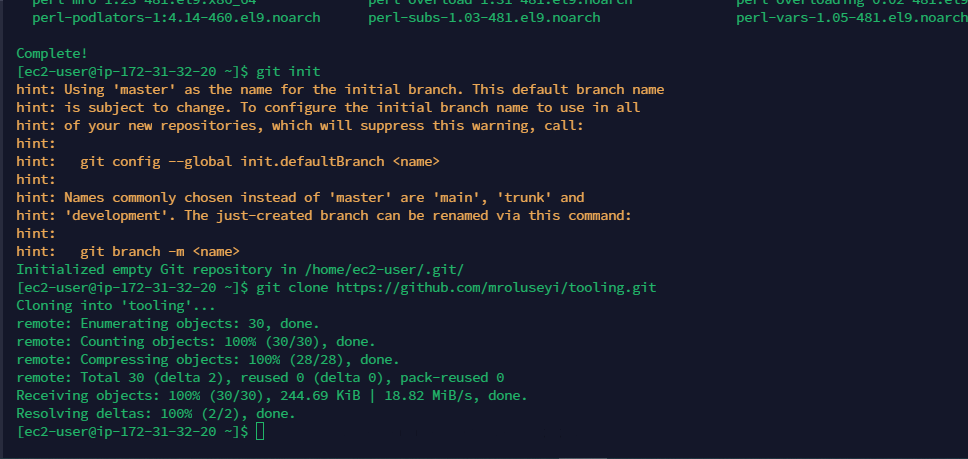 perl-mro-1.23-481.el9.x86_64 perl-overload-1.31-481.el9.noarch perl-overloading-0.02-481.el9
perl-podlators-1:4.14-460.el9.noarch perl-subs-1.03-481.el9.noarch perl-vars-1.05-481.el9.noarch
Complete!
[ec2-user@ip-172-31-32-20 ~]$ git init
hint: Using 'master' as the name for the initial branch. This default branch name
hint: is subject to change. To configure the initial branch name to use in all
hint: of your new repositories, which will suppress this warning, call:
hint:
hint:   git config --global init.defaultBranch <name>
hint:
hint: Names commonly chosen instead of 'master' are 'main', 'trunk' and
hint: 'development'. The just-created branch can be renamed via this command:
hint:
hint:   git branch -m <name>
Initialized empty Git repository in /home/ec2-user/.git/
[ec2-user@ip-172-31-32-20 ~]$ git clone https://github.com/mroluseyi/tooling.git
Cloning into 'tooling'...
remote: Enumerating objects: 30, done.
remote: Counting objects: 100% (30/30), done.
remote: Compressing objects: 100% (28/28), done.
remote: Total 30 (delta 2), reused 0 (delta 0), pack-reused 0
Receiving objects: 100% (30/30), 244.69 KiB | 18.82 MiB/s, done.
Resolving deltas: 100% (2/2), done.
[ec2-user@ip-172-31-32-20 ~]$